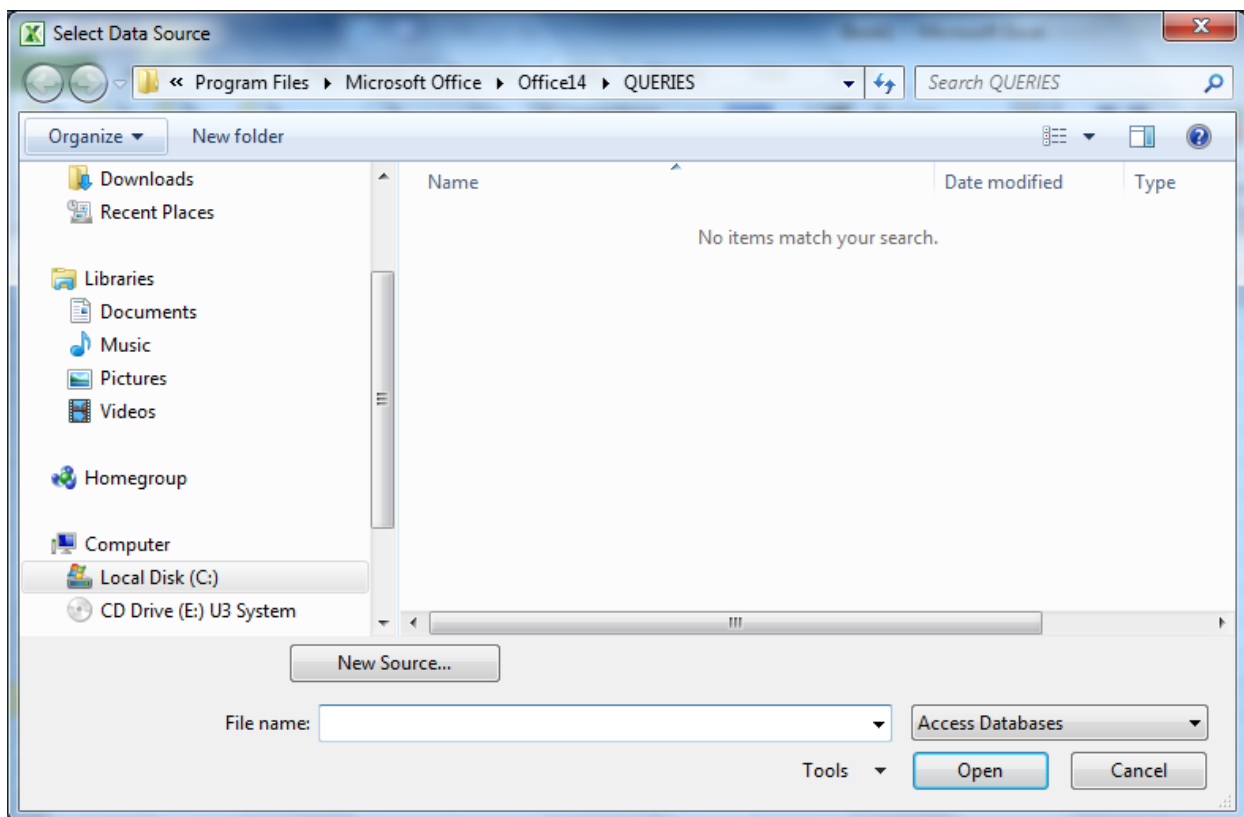 Select Data Source
« Program Files ▸ Microsoft Office ▸ Office14 ▸ QUERIES
Search QUERIES
Organize
New folder
Downloads
Recent Places
Libraries
Documents
Music
Pictures
Videos
Homegroup
Computer
Local Disk (C:)
CD Drive (E:) U3 System
Name Date modified Type
No items match your search.
New Source...
File name:
Access Databases
Tools
Open
Cancel